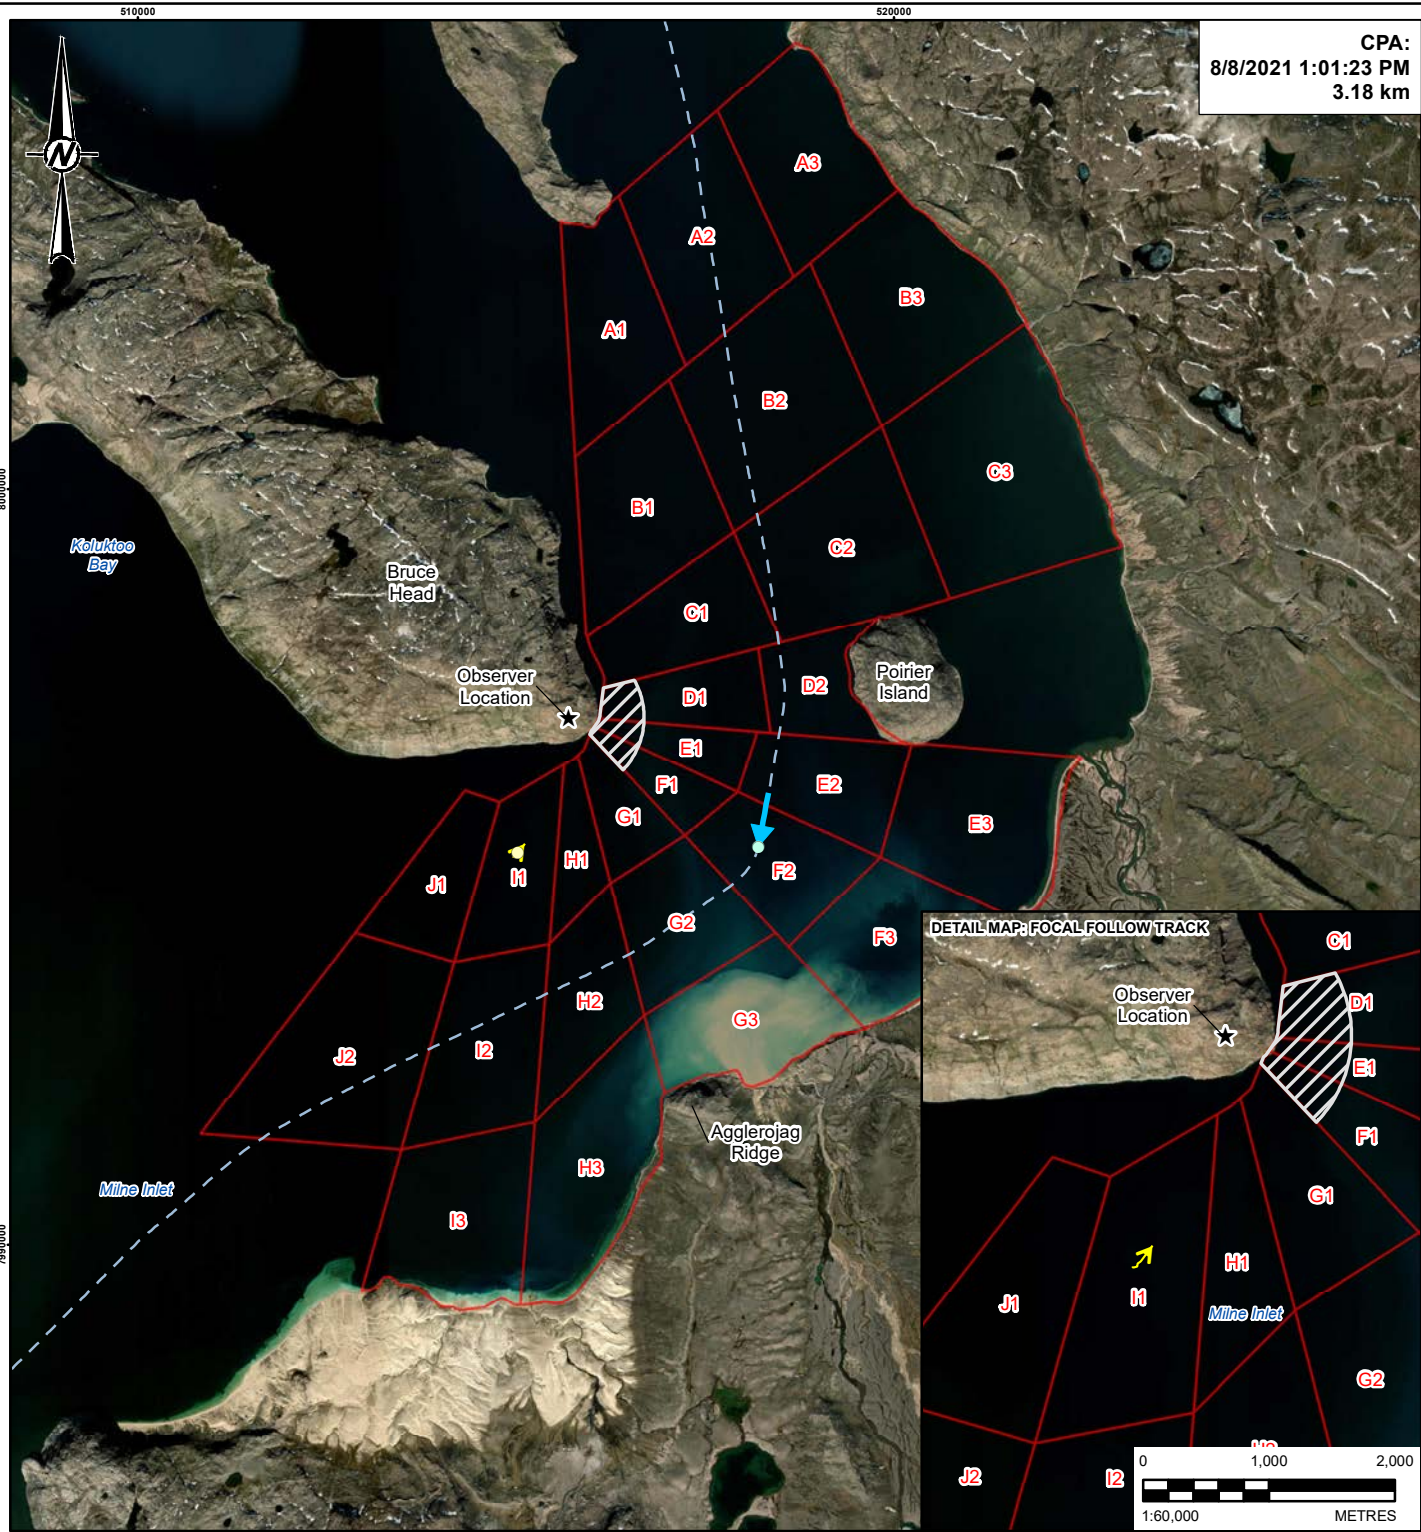 510000
520000
CPA:
8/8/2021 1:01:23 PM
3.18 km
N
A3
A2
B3
A1
B2
C3
8000000
B1
Koluktoo
Bay
C2
Bruce
Head
C1
Observer
Location
Poirier
Island
D1
D2
E1
F1
E2
G1
E3
H1
F2
I1
J1
G2
F3
DETAIL MAP: FOCAL FOLLOW TRACK
C1
Observer
Location
D1
E1
F1
G1
H1
I1
J1
Milne Inlet
G2
J2
I2
H2
G3
H2
I2
J2
Agglerojag
Ridge
H3
Milne Inlet
I3
7990000
0 1,000 2,000
1:60,000 METRES